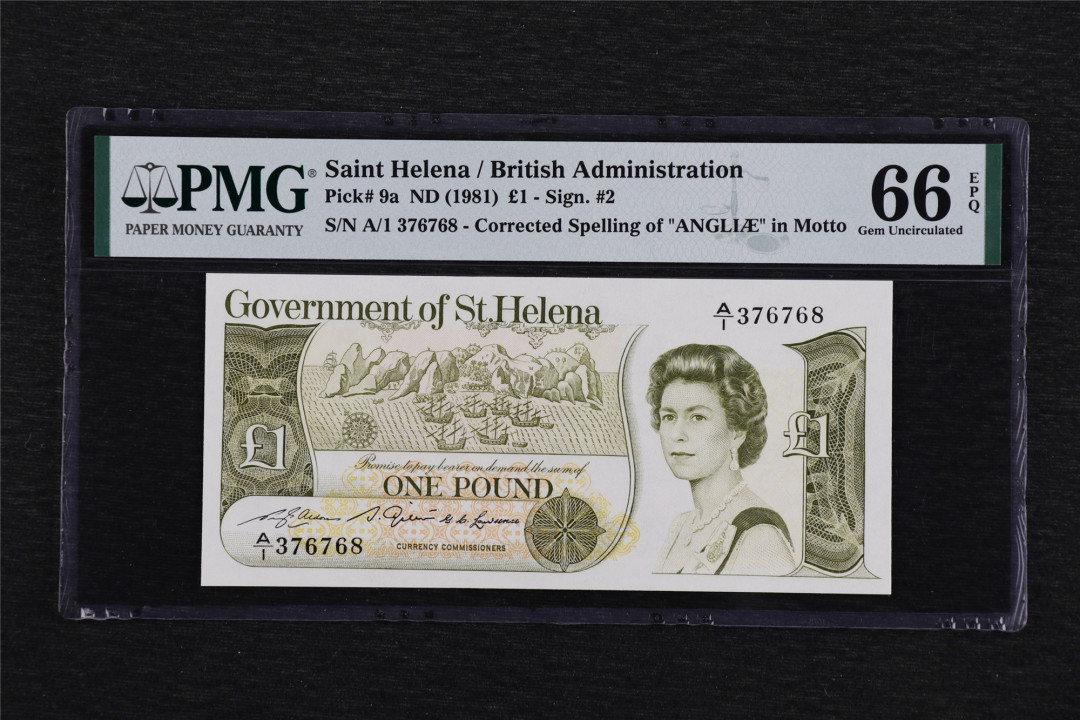 PMG®
PAPER MONEY GUARANTY
Saint Helena / British Administration
Pick# 9a ND (1981) £1 - Sign. #2
S/N A/1 376768 - Corrected Spelling of "ANGLIÆ" in Motto
66 EPQ
Gem Uncirculated
Government of St.Helena
A/1 376768
£1
£1
Promise to pay bearer on demand the sum of
ONE POUND
G. C. Lawrence
A/1 376768
CURRENCY COMMISSIONERS